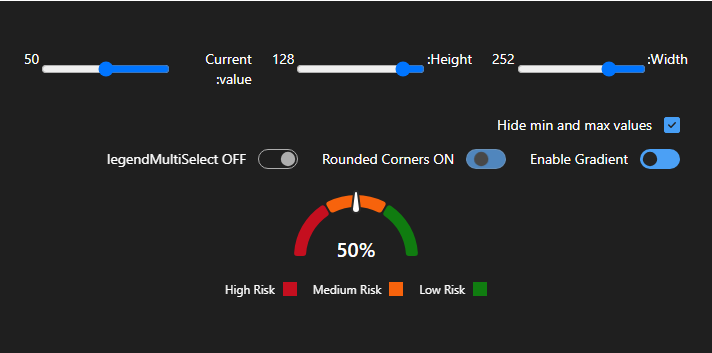 Width:
252
Height:
128
Current
value:
50
Hide min and max values
Enable Gradient
Rounded Corners ON
legendMultiSelect OFF
50%
Low Risk
Medium Risk
High Risk